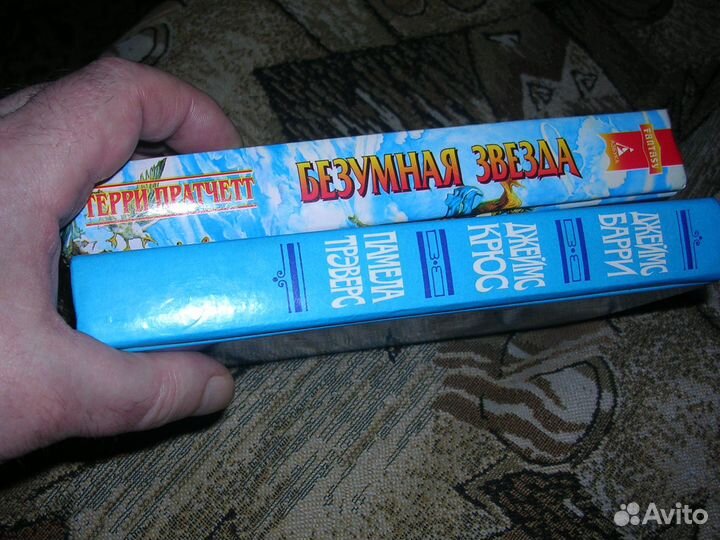 ТЕРРИ ПРАТЧЕТТ
БЕЗУМНАЯ ЗВЕЗДА
Fantasy
ДЖЕЙМС
БАРРИ
ДЖЕЙМС
КРЮС
ПАМЕЛА
ТРЭВЕРС
Avito